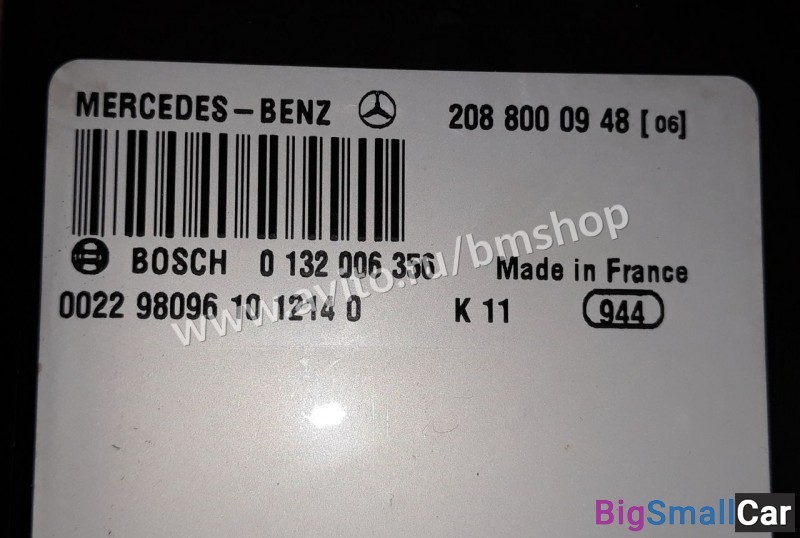 MERCEDES-BENZ 208 800 09 48 [06]
BOSCH 0 132 006 356 Made in France
0022 98096 10 1214 0 K 11 944
www.avito.ru/bmshop
BigSmallCar